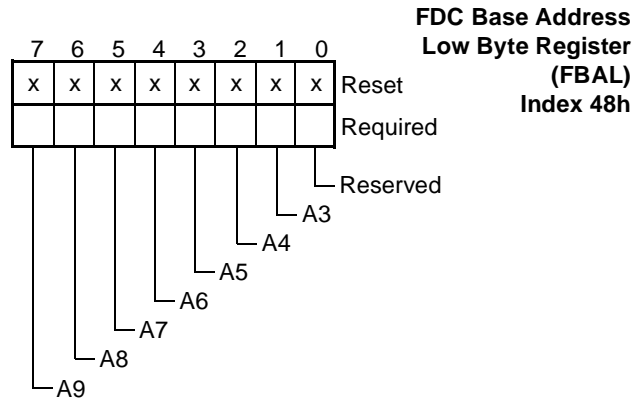 FDC Base Address
Low Byte Register
(FBAL)
Index 48h
7 6 5 4 3 2 1 0
x x x x x x x x Reset
Required
Reserved
A3
A4
A5
A6
A7
A8
A9